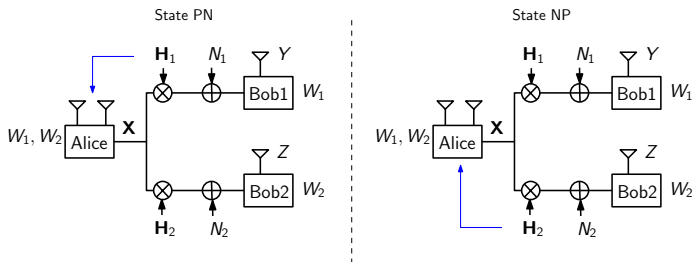 State PN
State NP
H1 N1 Y
Bob1 W1
W1, W2 Alice X
Z
Bob2 W2
H2 N2
H1 N1 Y
Bob1 W1
W1, W2 Alice X
Z
Bob2 W2
H2 N2